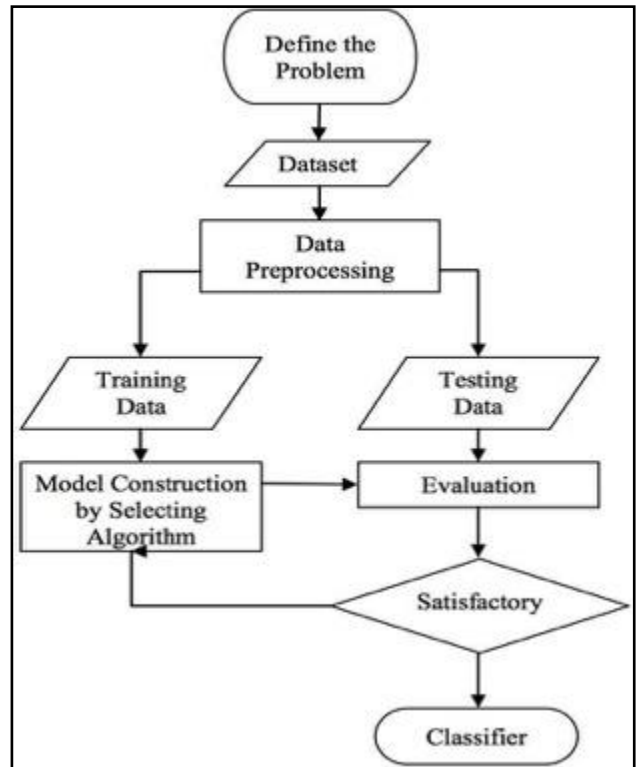 Define the
Problem
Dataset
Data
Preprocessing
Training
Data
Testing
Data
Model Construction
by Selecting
Algorithm
Evaluation
Satisfactory
Classifier